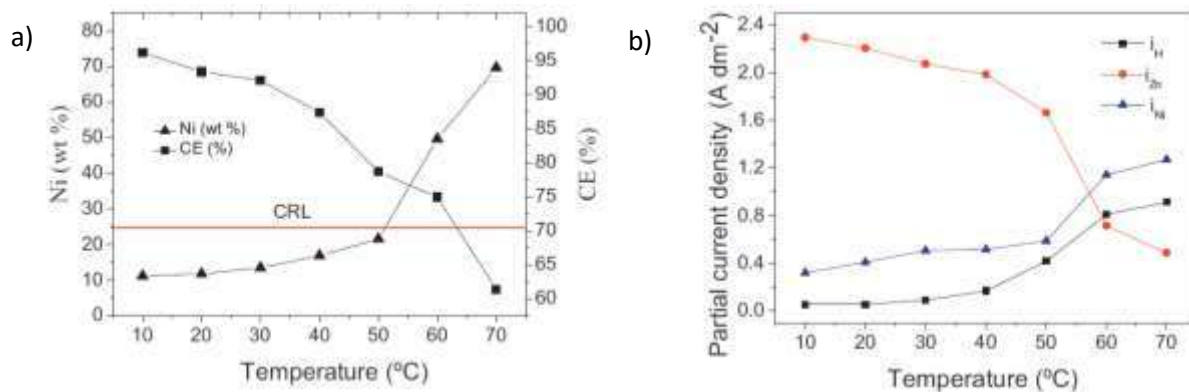 a)
Ni (wt %)
80
70
60
50
40
30
20
10
0
Ni (wt %)
CE (%)
CRL
100
95
90
85
80
75
70
65
60
CE (%)
10 20 30 40 50 60 70
Temperature (ºC)
b)
Partial current density (A dm-2)
2.4
2.0
1.6
1.2
0.8
0.4
0.0
iH
iZn
iNi
10 20 30 40 50 60 70
Temperature (ºC)